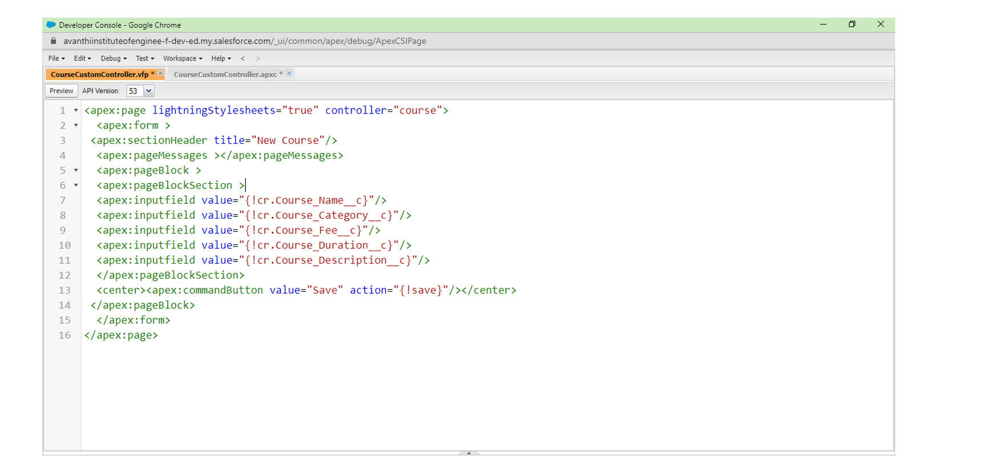 Developer Console - Google Chrome
avanthiinstituteofenginee-f-dev-ed.my.salesforce.com/_ui/common/apex/debug/ApexCSIPage
File Edit Debug Test Workspace Help < >
CourseCustomController.vfp * CourseCustomController.apxc *
Preview API Version: 53
1 <apex:page lightningStylesheets="true" controller="course">
2 <apex:form >
3 <apex:sectionHeader title="New Course"/>
4 <apex:pageMessages ></apex:pageMessages>
5 <apex:pageBlock >
6 <apex:pageBlockSection >
7 <apex:inputfield value="{!cr.Course_Name__c}"/>
8 <apex:inputfield value="{!cr.Course_Category__c}"/>
9 <apex:inputfield value="{!cr.Course_Fee__c}"/>
10 <apex:inputfield value="{!cr.Course_Duration__c}"/>
11 <apex:inputfield value="{!cr.Course_Description__c}"/>
12 </apex:pageBlockSection>
13 <center><apex:commandButton value="Save" action="{!save}"/></center>
14 </apex:pageBlock>
15 </apex:form>
16 </apex:page>